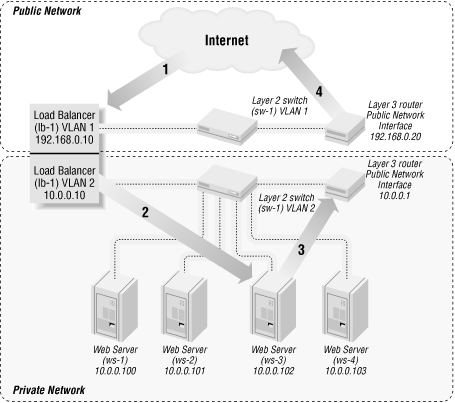 Public Network
Internet
1
4
Load Balancer
(lb-1) VLAN 1
192.168.0.10
Layer 2 switch
(sw-1) VLAN 1
Layer 3 router
Public Network
Interface
192.168.0.20
Load Balancer
(lb-1) VLAN 2
10.0.0.10
Layer 2 switch
(sw-1) VLAN 2
Layer 3 router
Public Network
Interface
10.0.0.1
2
3
Web Server
(ws-1)
10.0.0.100
Web Server
(ws-2)
10.0.0.101
Web Server
(ws-3)
10.0.0.102
Web Server
(ws-4)
10.0.0.103
Private Network